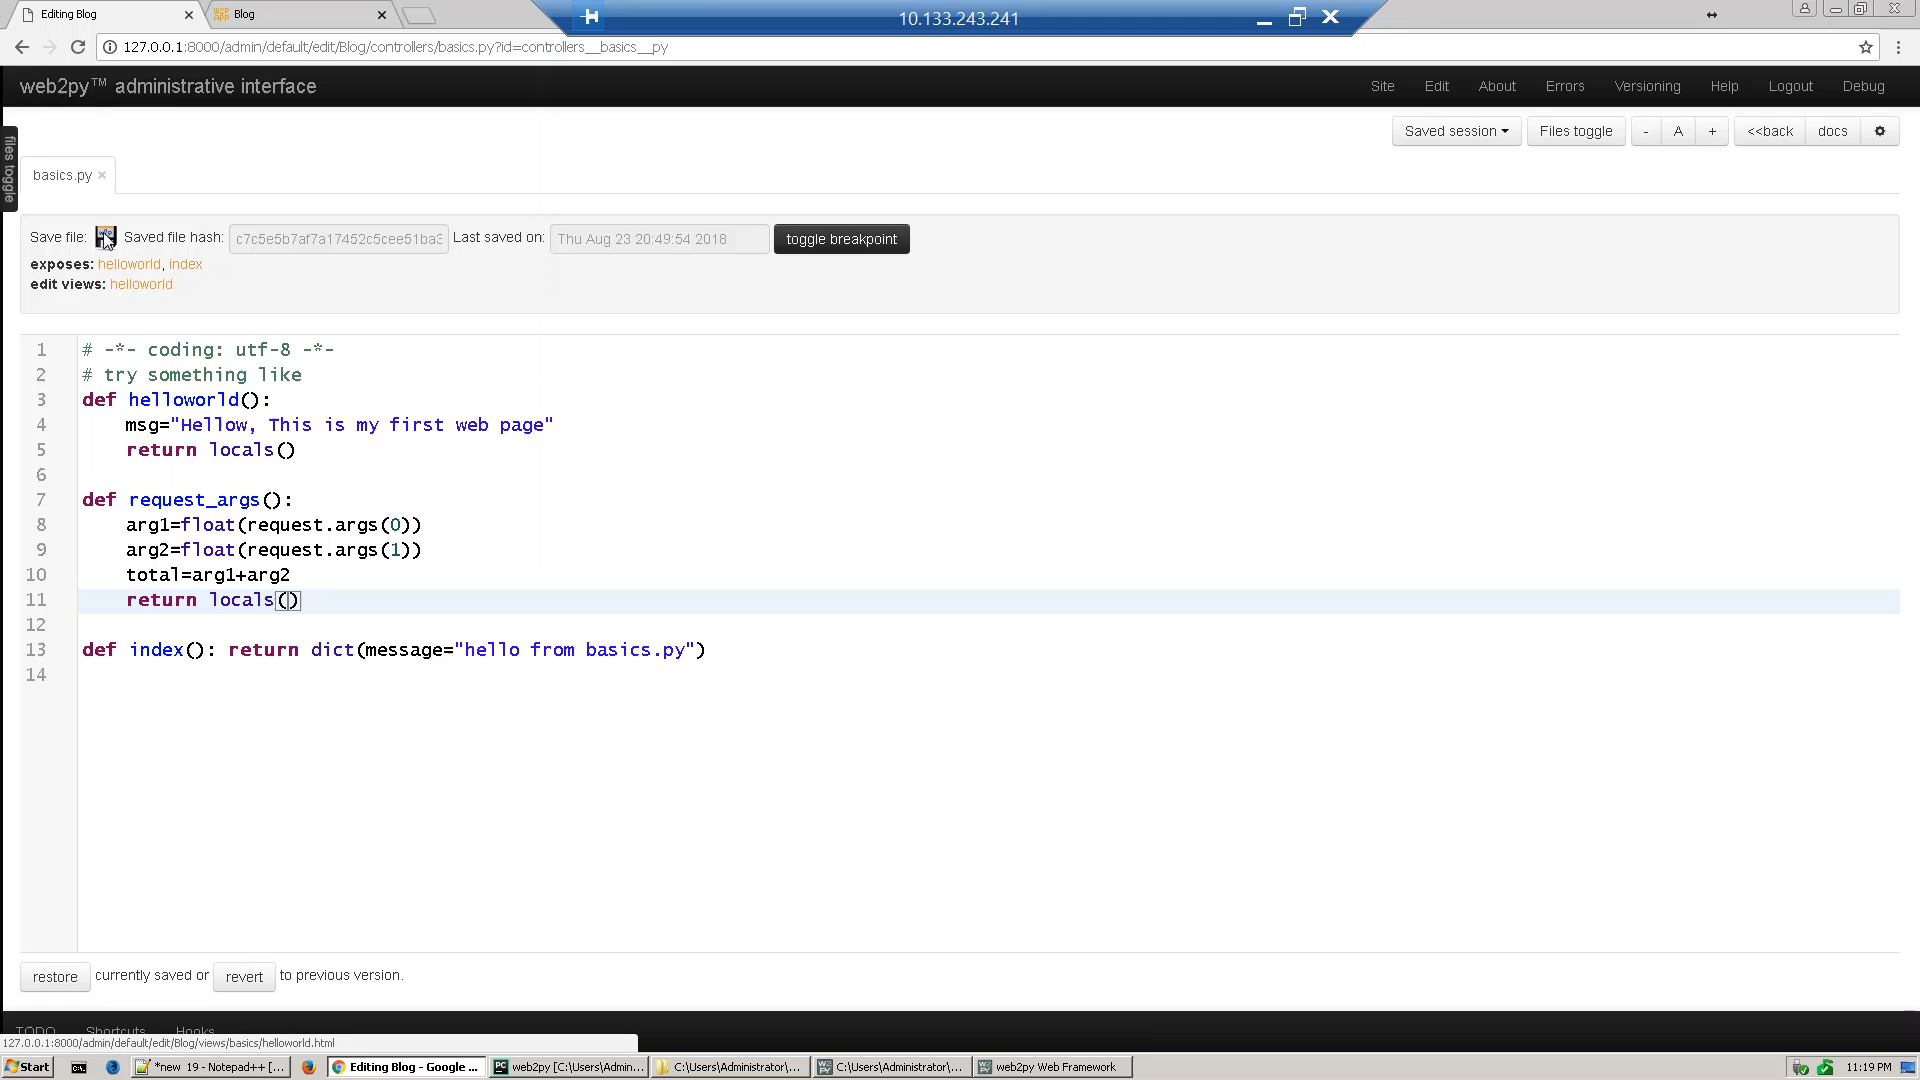 Editing Blog
Blog
10.133.243.241
127.0.0.1:8000/admin/default/edit/Blog/controllers/basics.py?id=controllers__basics__py
web2py™ administrative interface
Site Edit About Errors Versioning Help Logout Debug
Saved session Files toggle - A + <<back docs
files toggle
basics.py ×
Save file: Saved file hash: c7c5e5b7af7a17452c5cee51ba3 Last saved on: Thu Aug 23 20:49:54 2018 toggle breakpoint
exposes: helloworld, index
edit views: helloworld
1 # -*- coding: utf-8 -*-
2 # try something like
3 def helloworld():
4 msg="Hellow, This is my first web page"
5 return locals()
6
7 def request_args():
8 arg1=float(request.args(0))
9 arg2=float(request.args(1))
10 total=arg1+arg2
11 return locals()
12
13 def index(): return dict(message="hello from basics.py")
14
restore currently saved or revert to previous version.
TODO Shortcuts Hooks
127.0.0.1:8000/admin/default/edit/Blog/views/basics/helloworld.html
Start *new 19 - Notepad++ [... Editing Blog - Google ... web2py [C:\Users\Admin... C:\Users\Administrator\... C:\Users\Administrator\... web2py Web Framework 11:19 PM